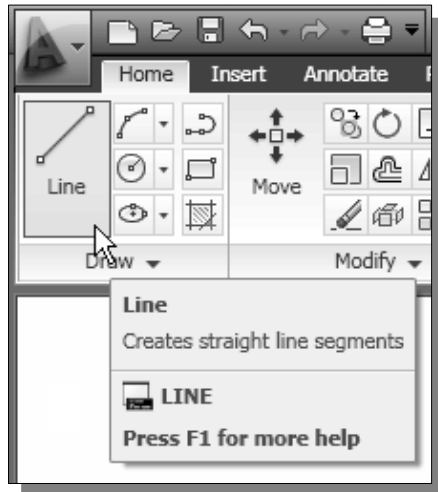 Home Insert Annotate
Line
Move
Draw Modify
Line
Creates straight line segments
LINE
Press F1 for more help